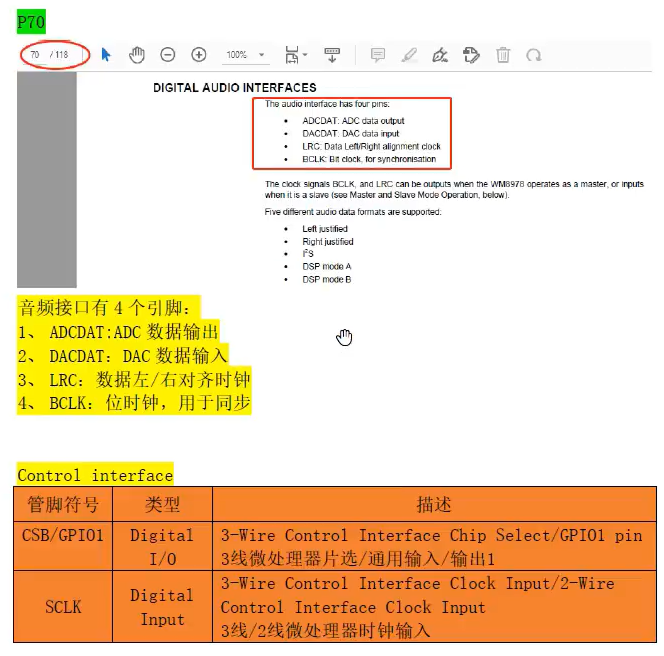 P70
70 / 118
100%
DIGITAL AUDIO INTERFACES
The audio interface has four pins:
• ADCDAT: ADC data output
• DACDAT: DAC data input
• LRC: Data Left/Right alignment clock
• BCLK: Bit clock, for synchronisation
The clock signals BCLK, and LRC can be outputs when the WM8978 operates as a master, or inputs
when it is a slave (see Master and Slave Mode Operation, below).
Five different audio data formats are supported:
• Left justified
• Right justified
• I²S
• DSP mode A
• DSP mode B
音频接口有 4 个引脚：
1、 ADCDAT:ADC 数据输出
2、 DACDAT：DAC 数据输入
3、 LRC：数据左/右对齐时钟
4、 BCLK：位时钟，用于同步
Control interface
管脚符号 类型 描述
CSB/GPIO1 Digital I/O 3-Wire Control Interface Chip Select/GPIO1 pin
3线微处理器片选/通用输入/输出1
SCLK Digital Input 3-Wire Control Interface Clock Input/2-Wire
Control Interface Clock Input
3线/2线微处理器时钟输入